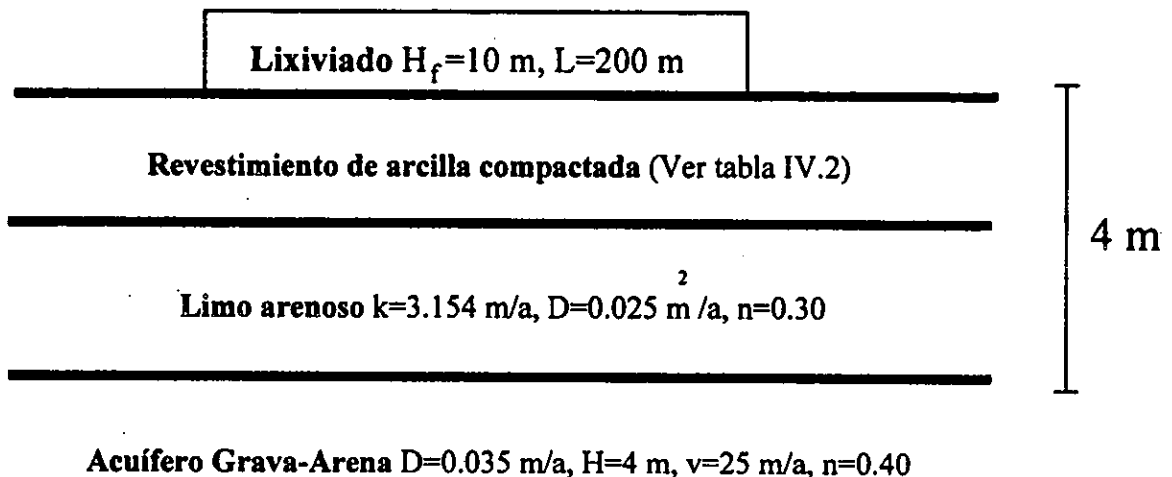 Lixiviado H_f=10 m, L=200 m
Revestimiento de arcilla compactada (Ver tabla IV.2)
4 m
Limo arenoso k=3.154 m/a, D=0.025 m²/a, n=0.30
Acuífero Grava-Arena D=0.035 m/a, H=4 m, v=25 m/a, n=0.40